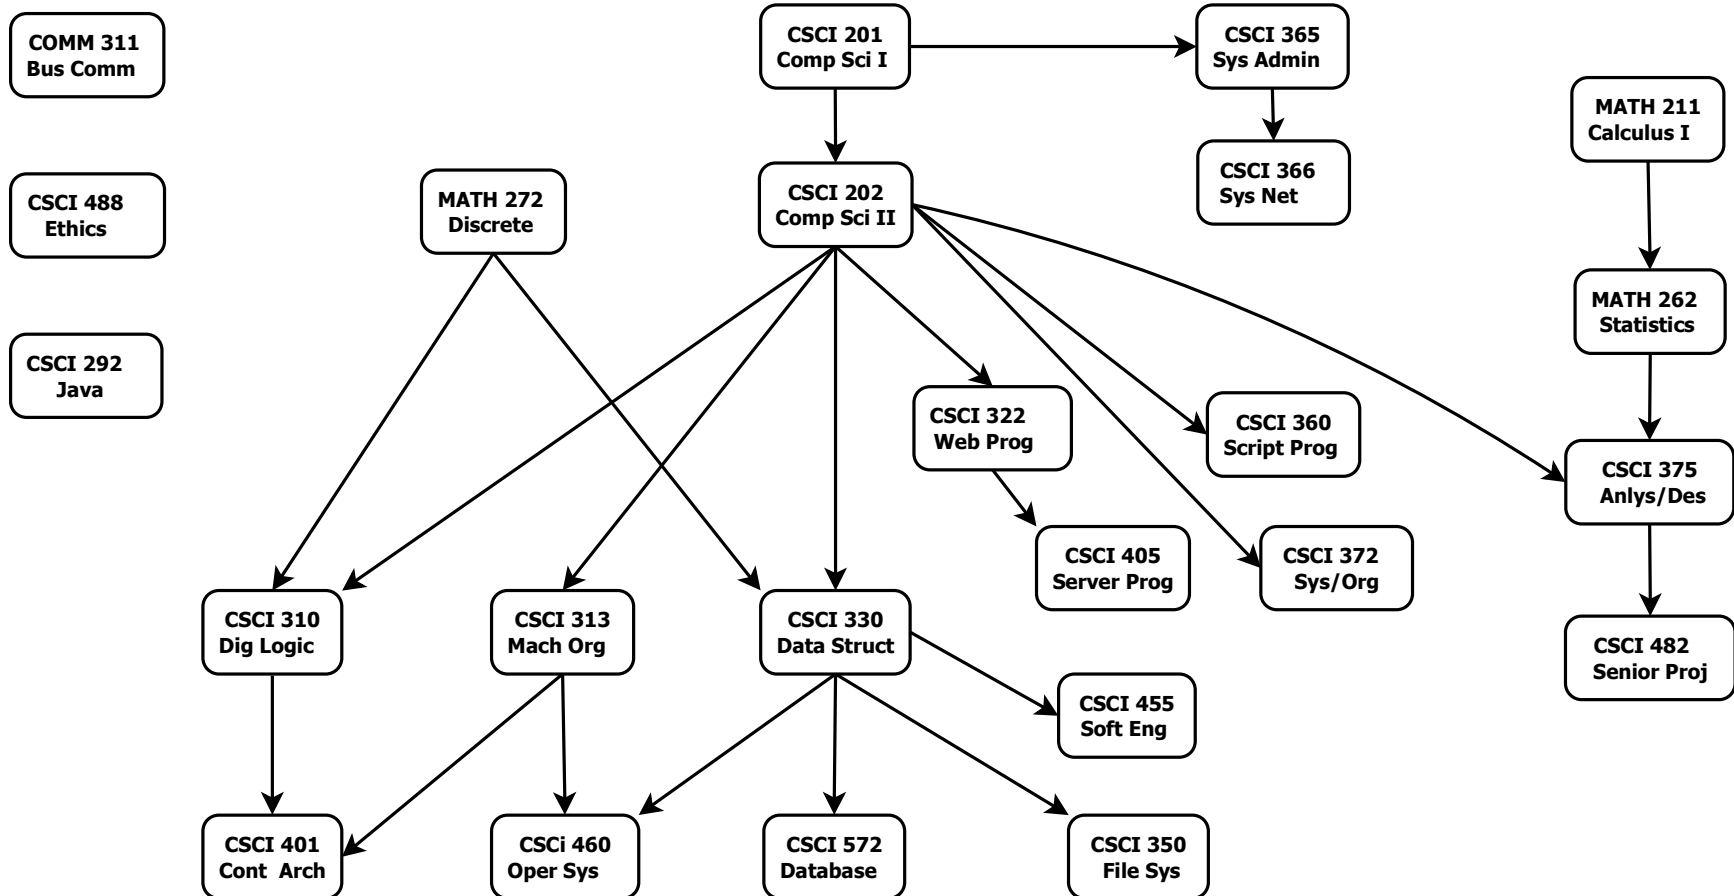 COMM 311
Bus Comm
CSCI 201
Comp Sci I
CSCI 365
Sys Admin
MATH 211
Calculus I
CSCI 366
Sys Net
CSCI 488
Ethics
MATH 272
Discrete
CSCI 202
Comp Sci II
MATH 262
Statistics
CSCI 292
Java
CSCI 322
Web Prog
CSCI 360
Script Prog
CSCI 375
Anlys/Des
CSCI 405
Server Prog
CSCI 372
Sys/Org
CSCI 310
Dig Logic
CSCI 313
Mach Org
CSCI 330
Data Struct
CSCI 482
Senior Proj
CSCI 455
Soft Eng
CSCI 401
Cont Arch
CSCi 460
Oper Sys
CSCI 572
Database
CSCI 350
File Sys